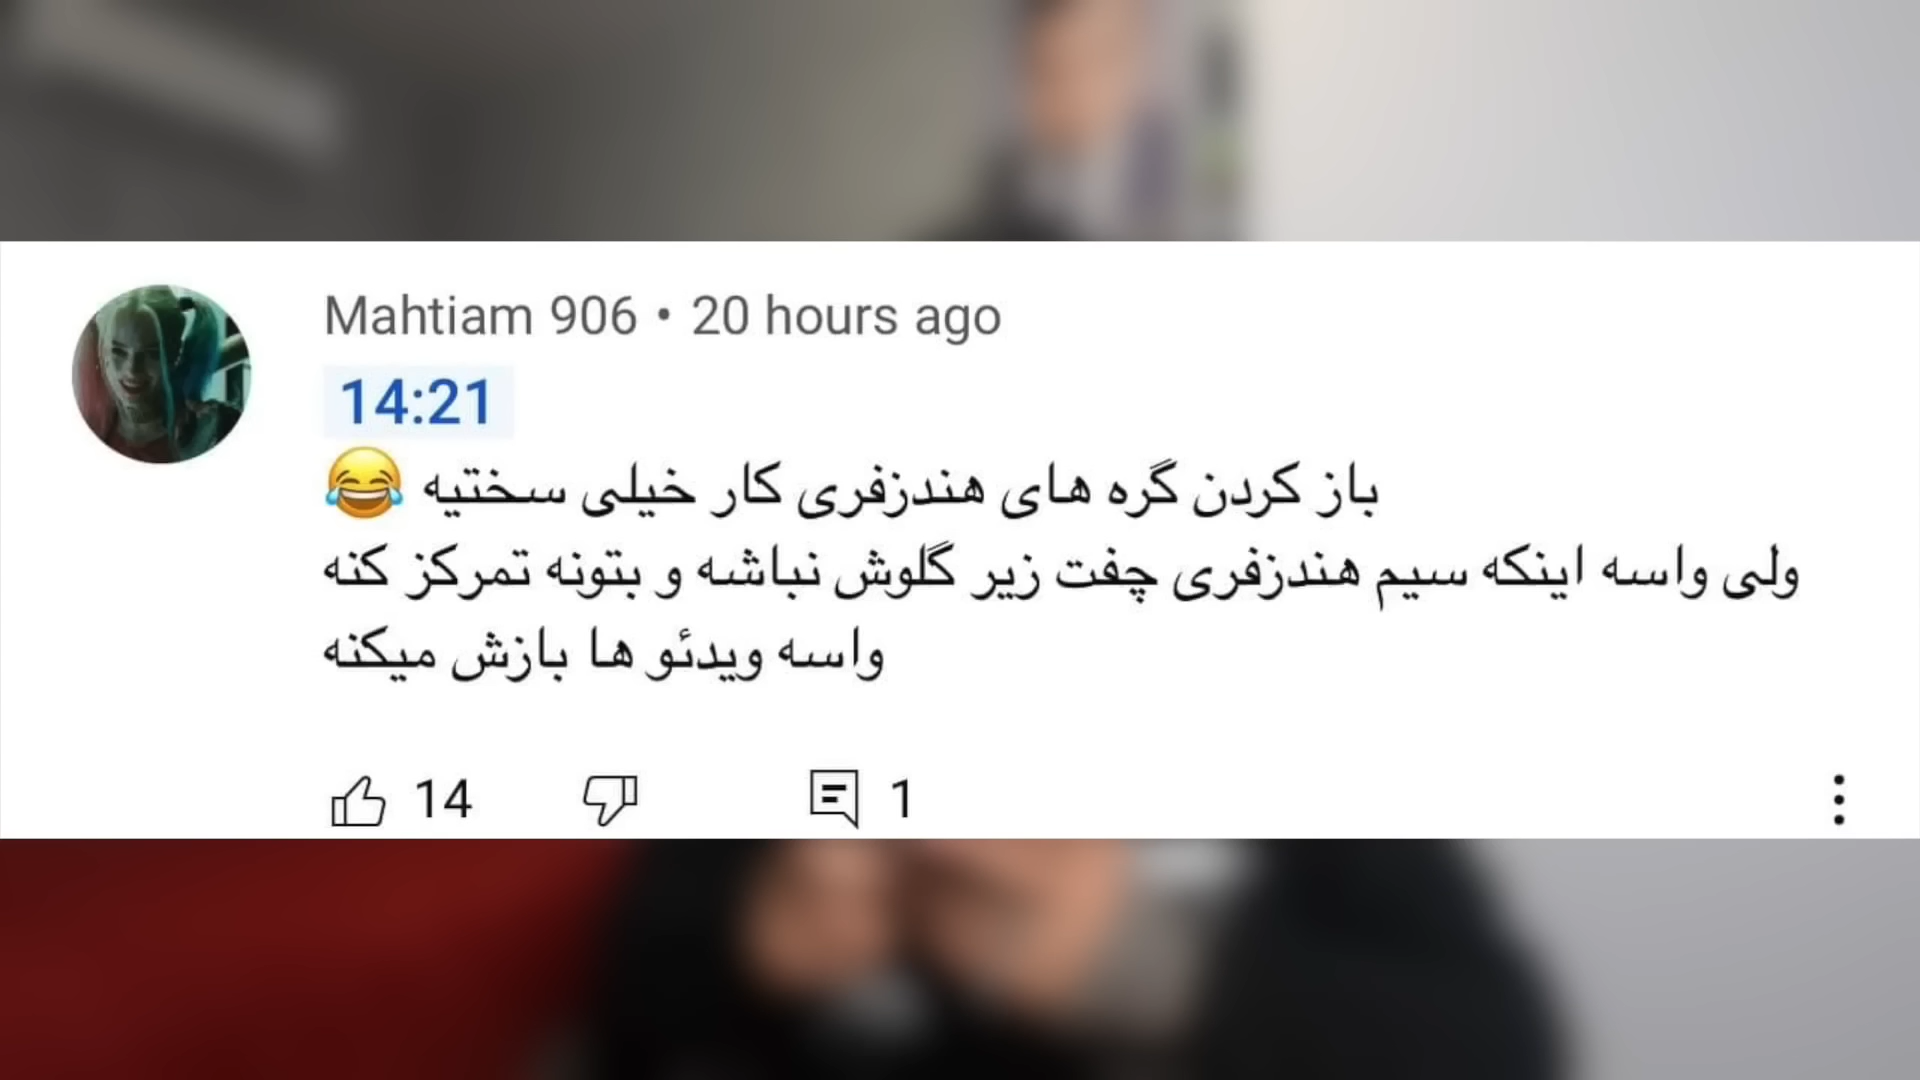 Mahtiam 906 • 20 hours ago
14:21
باز کردن گره های هندزفری کار خیلی سختیه 😂
ولی واسه اینکه سیم هندزفری چفت زیر گلوش نباشه و بتونه تمرکز کنه
واسه ویدئو ها بازش میکنه
14 1